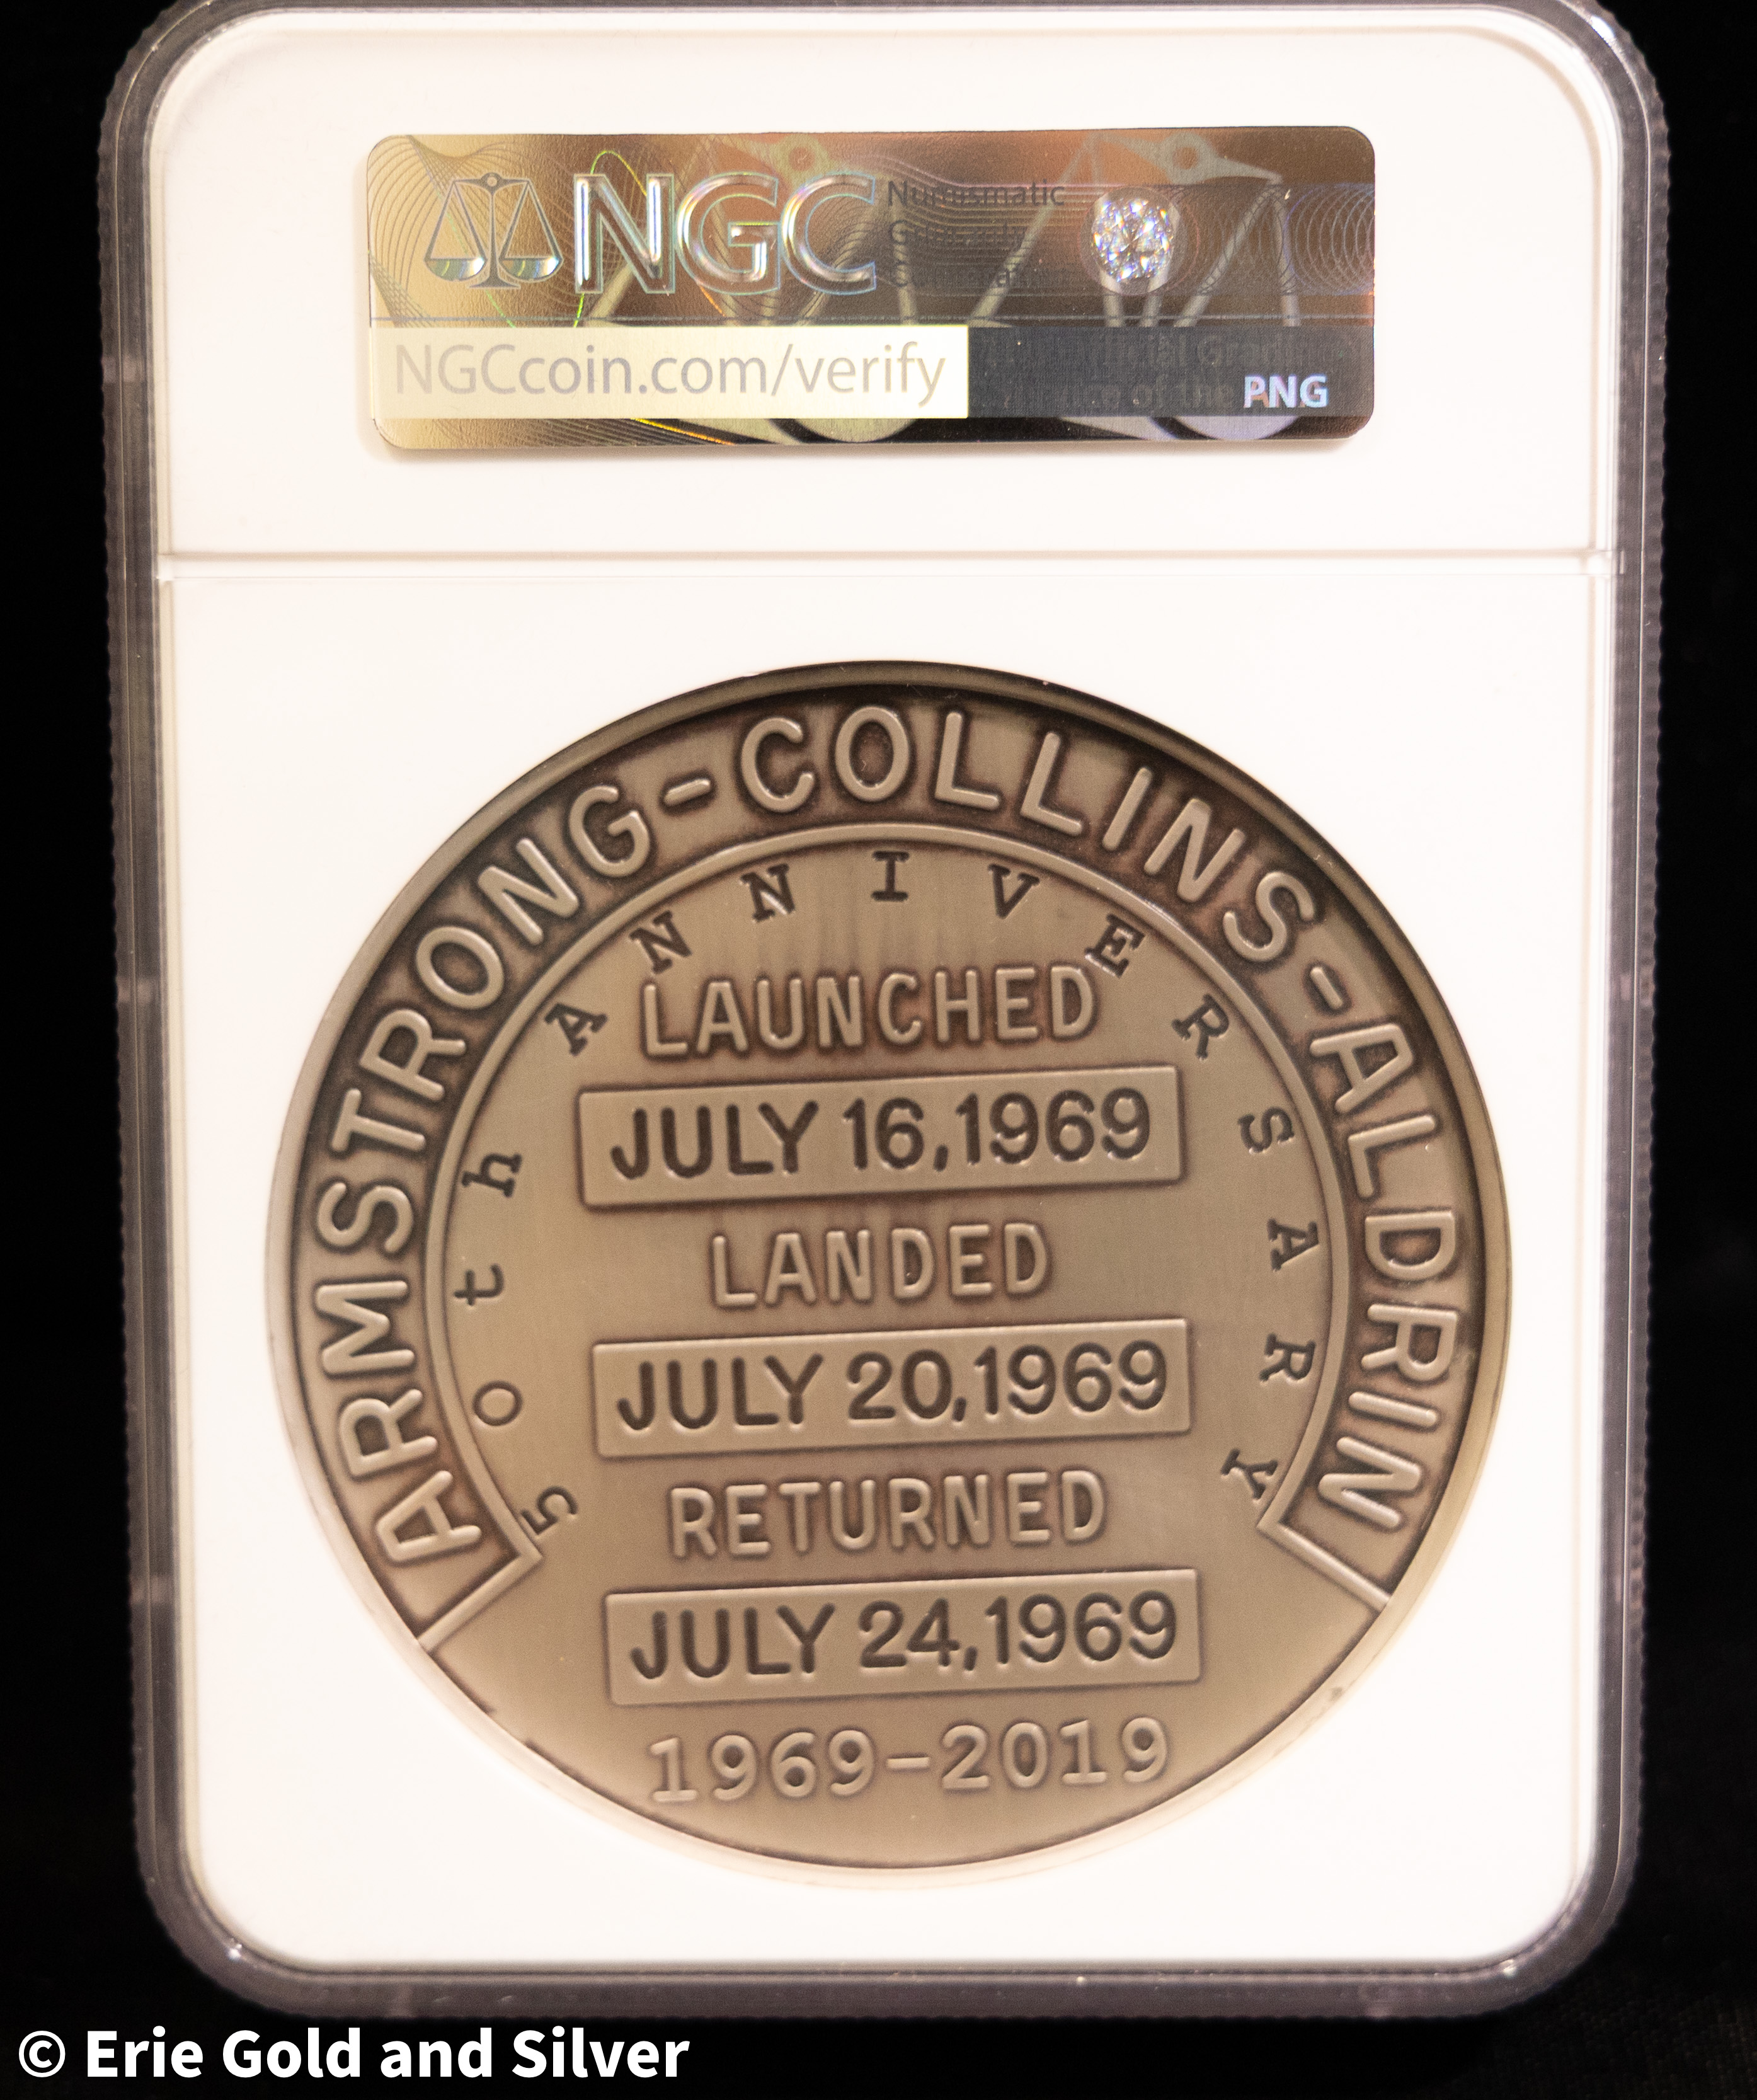 NGC
Numismatic
NGCcoin.com/verify
PNG
ARMSTRONG-COLLINS-ALDRIN
50th ANNIVERSARY
LAUNCHED
JULY 16,1969
LANDED
JULY 20,1969
RETURNED
JULY 24,1969
1969-2019
© Erie Gold and Silver